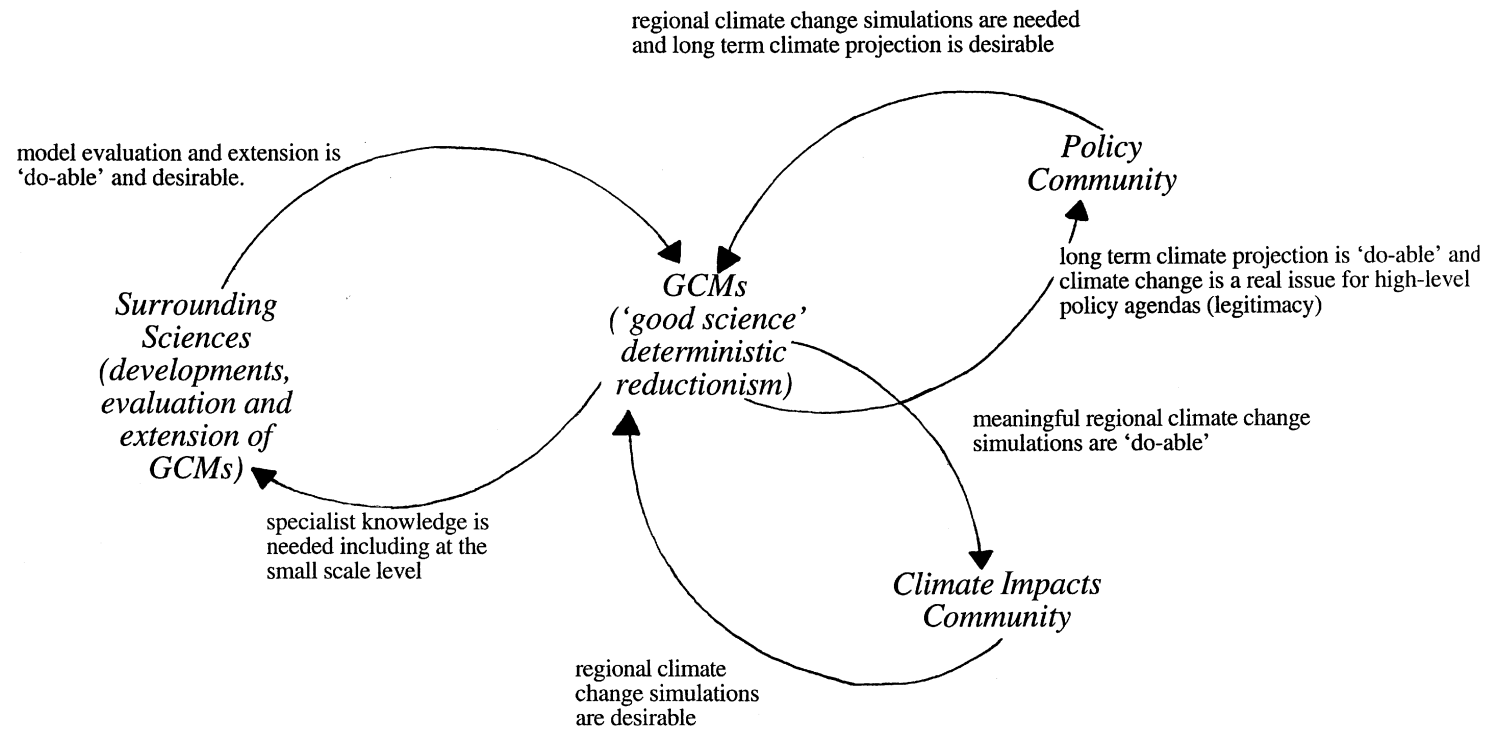 regional climate change simulations are needed
and long term climate projection is desirable
model evaluation and extension is
‘do-able’ and desirable.
Policy
Community
long term climate projection is ‘do-able’ and
climate change is a real issue for high-level
policy agendas (legitimacy)
GCMs
(‘good science’
deterministic
reductionism)
Surrounding
Sciences
(developments,
evaluation and
extension of
GCMs)
meaningful regional climate change
simulations are ‘do-able’
specialist knowledge is
needed including at the
small scale level
Climate Impacts
Community
regional climate
change simulations
are desirable